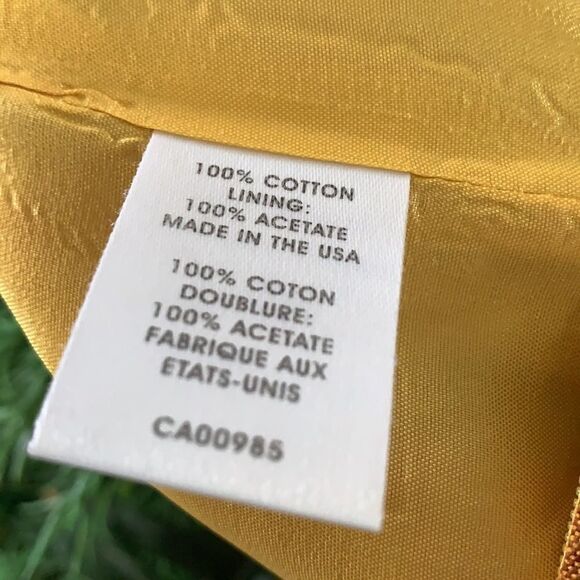 100% COTTON
LINING:
100% ACETATE
MADE IN THE USA
100% COTON
DOUBLURE:
100% ACETATE
FABRIQUE AUX
ETATS-UNIS
CA00985